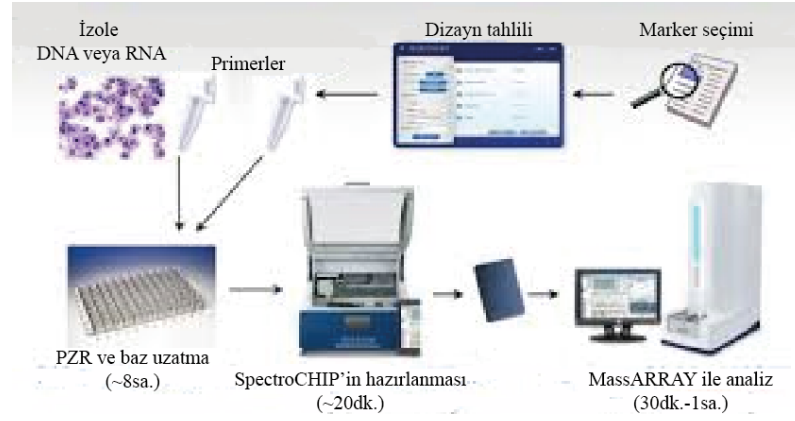 İzole
DNA veya RNA
Primerler
Dizayn tahlili
Marker seçimi
PZR ve baz uzatma
(~8sa.)
SpectroCHIP’in hazırlanması
(~20dk.)
MassARRAY ile analiz
(30dk.-1sa.)